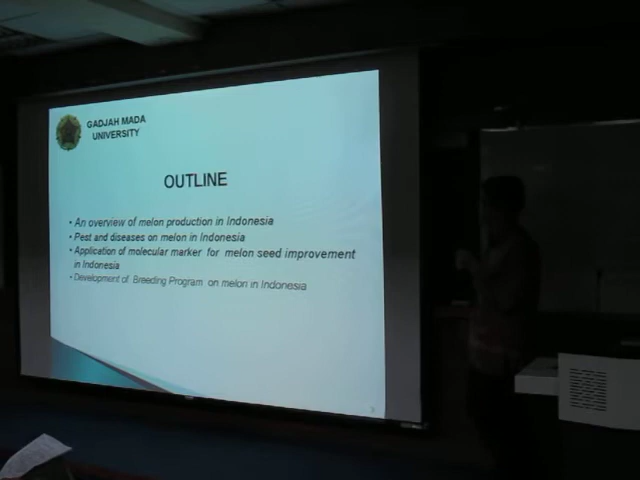 GADJAH MADA
UNIVERSITY
OUTLINE
• An overview of melon production in Indonesia
• Pest and diseases on melon in Indonesia
• Application of molecular marker for melon seed improvement
in Indonesia
• Development of Breeding Program on melon in Indonesia